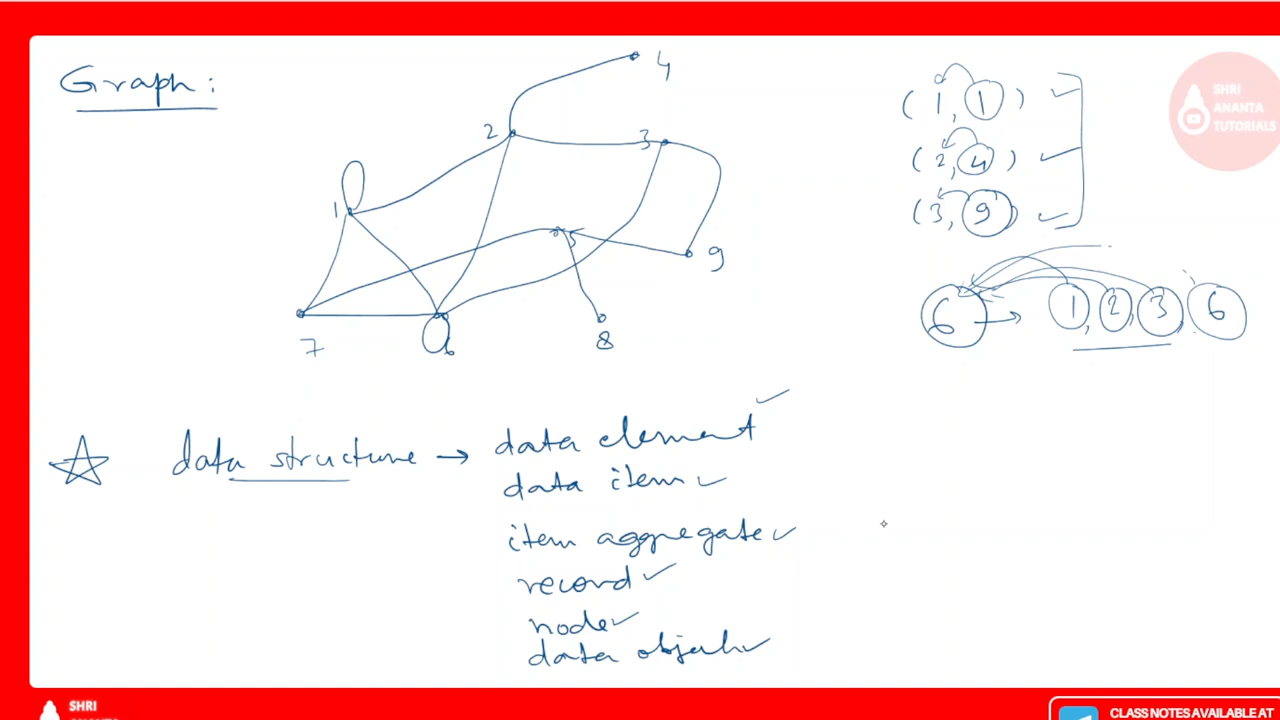 Graph:
4
2
3
1
5
9
7
6
8
(1, 1)
(2, 4)
(3, 9)
6 → 1, 2, 3, 6
data structure → data element
data item
item aggregate
record
node
data object
SHRI
ANANTA
TUTORIALS
SHRI
ANANTA
CLASS NOTES AVAILABLE AT